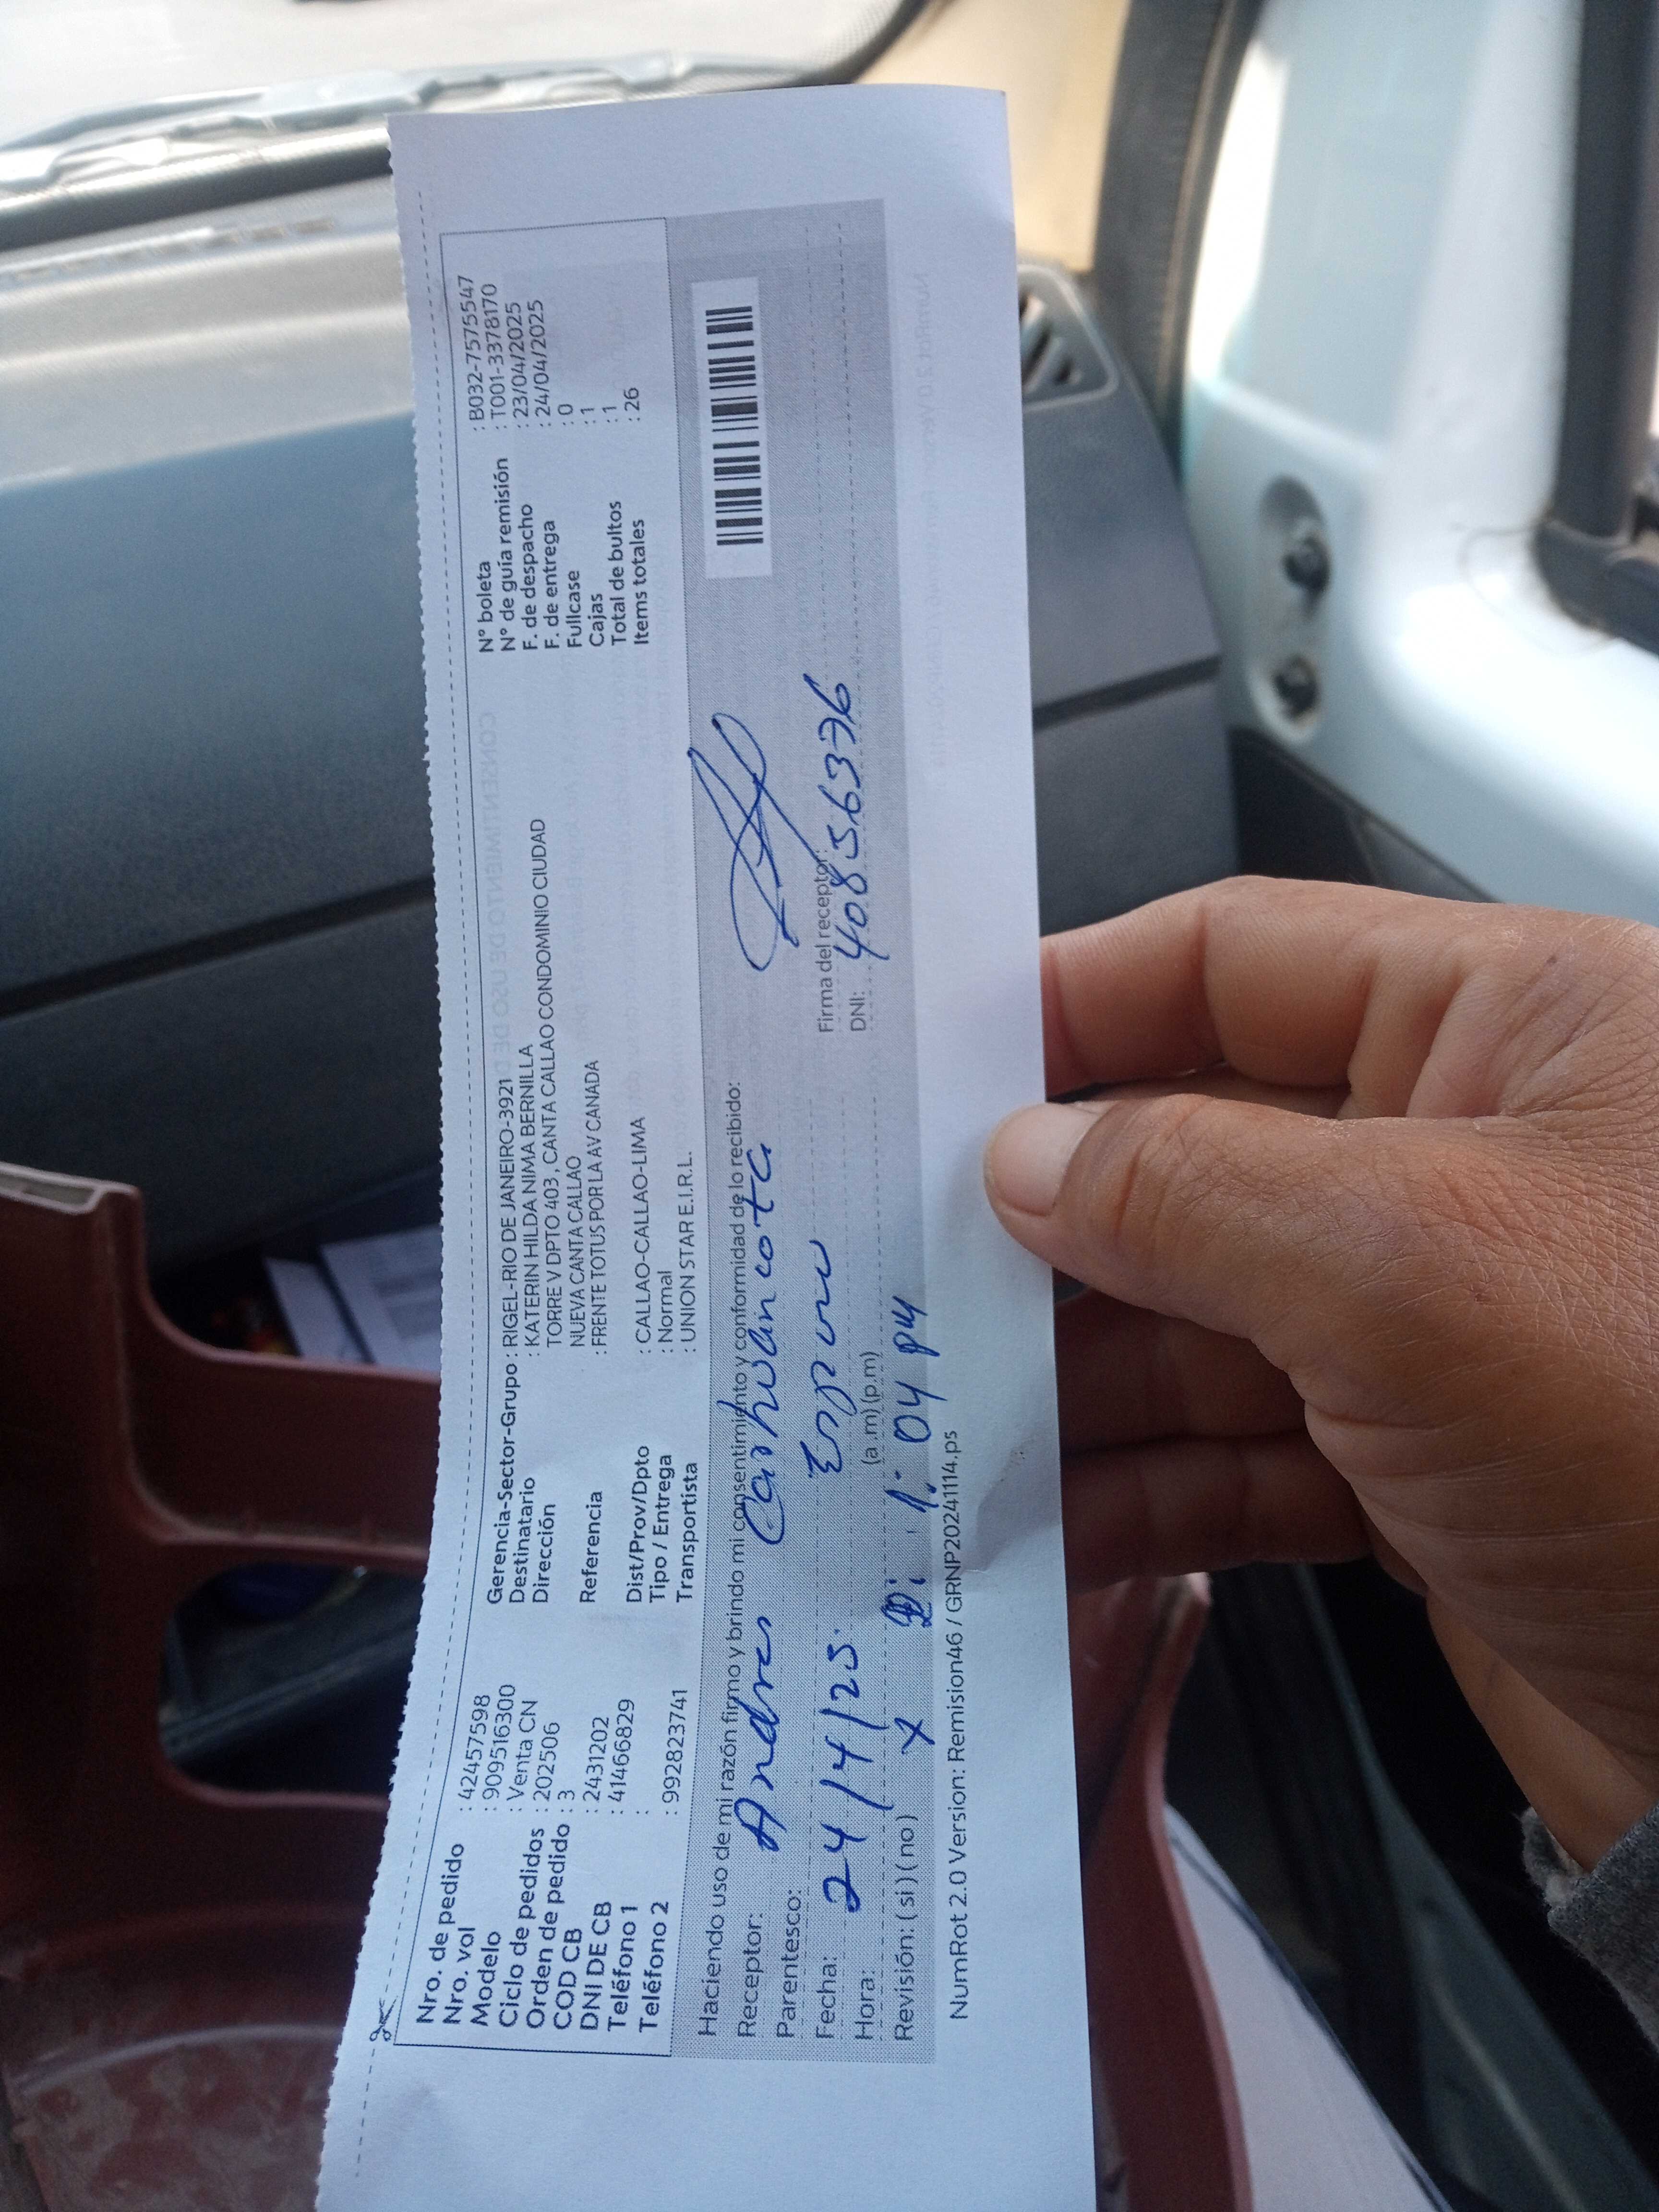 Nro. de pedido : 42457598
Nro. vol : 909516300
Modelo : Venta CN
Ciclo de pedidos : 202506
Orden de pedido : 3
COD CB : 2431202
DNI DE CB : 41466829
Teléfono 1 :
Teléfono 2 : 992823741
Gerencia-Sector-Grupo : RIGEL-RIO DE JANEIRO-3921
Destinatario : KATERIN HILDA NIMA BERNILLA
Dirección TORRE V DPTO 403, CANTA CALLAO CONDOMINIO CIUDAD
NUEVA CANTA CALLAO
Referencia : FRENTE TOTUS POR LA AV CANADA
Dist/Prov/Dpto : CALLAO-CALLAO-LIMA
Tipo / Entrega : Normal
Transportista : UNION STAR E.I.R.L.
N° boleta : B032-7575547
N° de guía remisión : T001-3378170
F. de despacho : 23/04/2025
F. de entrega : 24/04/2025
Fullcase : 0
Cajas : 1
Total de bultos : 1
Items totales : 26
Haciendo uso de mi razón firmo y brindo mi consentimiento y conformidad de lo recibido:
Receptor: Andres Carhuancota
Parentesco:
Firma del receptor:
Fecha: 24/4/25.
DNI: 40856376
Hora: (a.m) (p.m)
Revisión: ( si ) ( no ) x 1:04 PM
NumRot 2.0 Version: Remision46 / GRNP20241114.ps